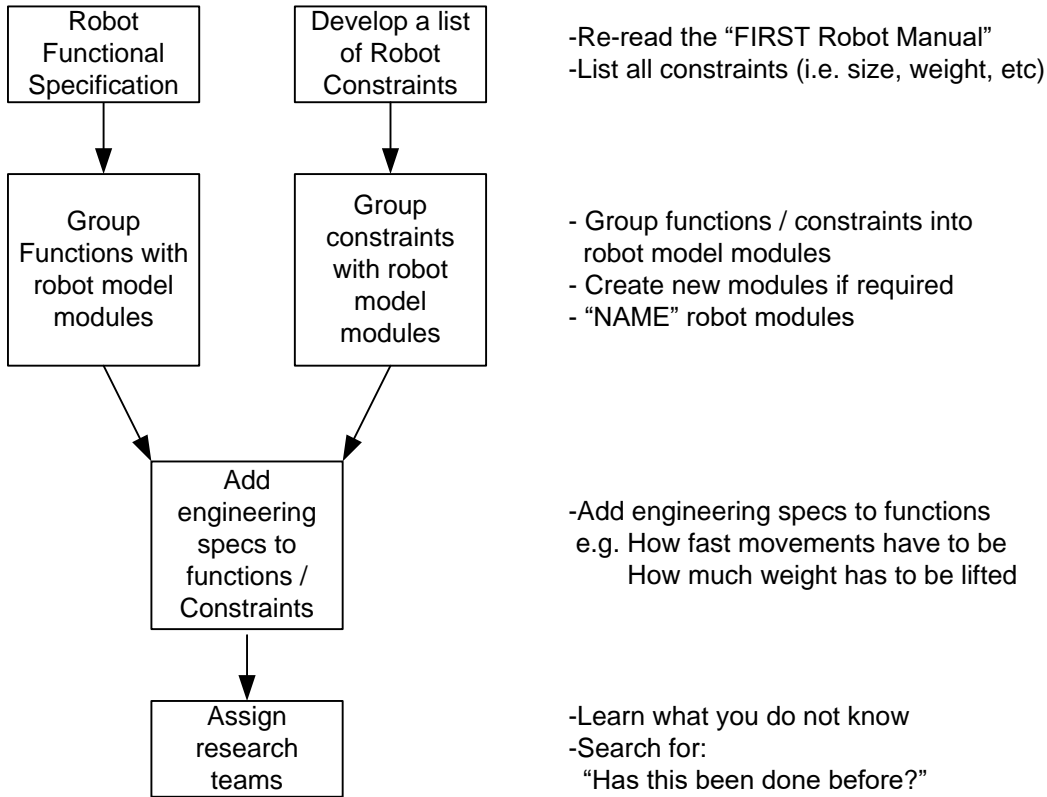 Robot
Functional
Specification
Develop a list
of Robot
Constraints
-Re-read the “FIRST Robot Manual”
-List all constraints (i.e. size, weight, etc)
Group
Functions with
robot model
modules
Group
constraints
with robot
model
modules
- Group functions / constraints into
robot model modules
- Create new modules if required
- “NAME” robot modules
Add
engineering
specs to
functions /
Constraints
-Add engineering specs to functions
e.g. How fast movements have to be
How much weight has to be lifted
Assign
research
teams
-Learn what you do not know
-Search for:
“Has this been done before?”